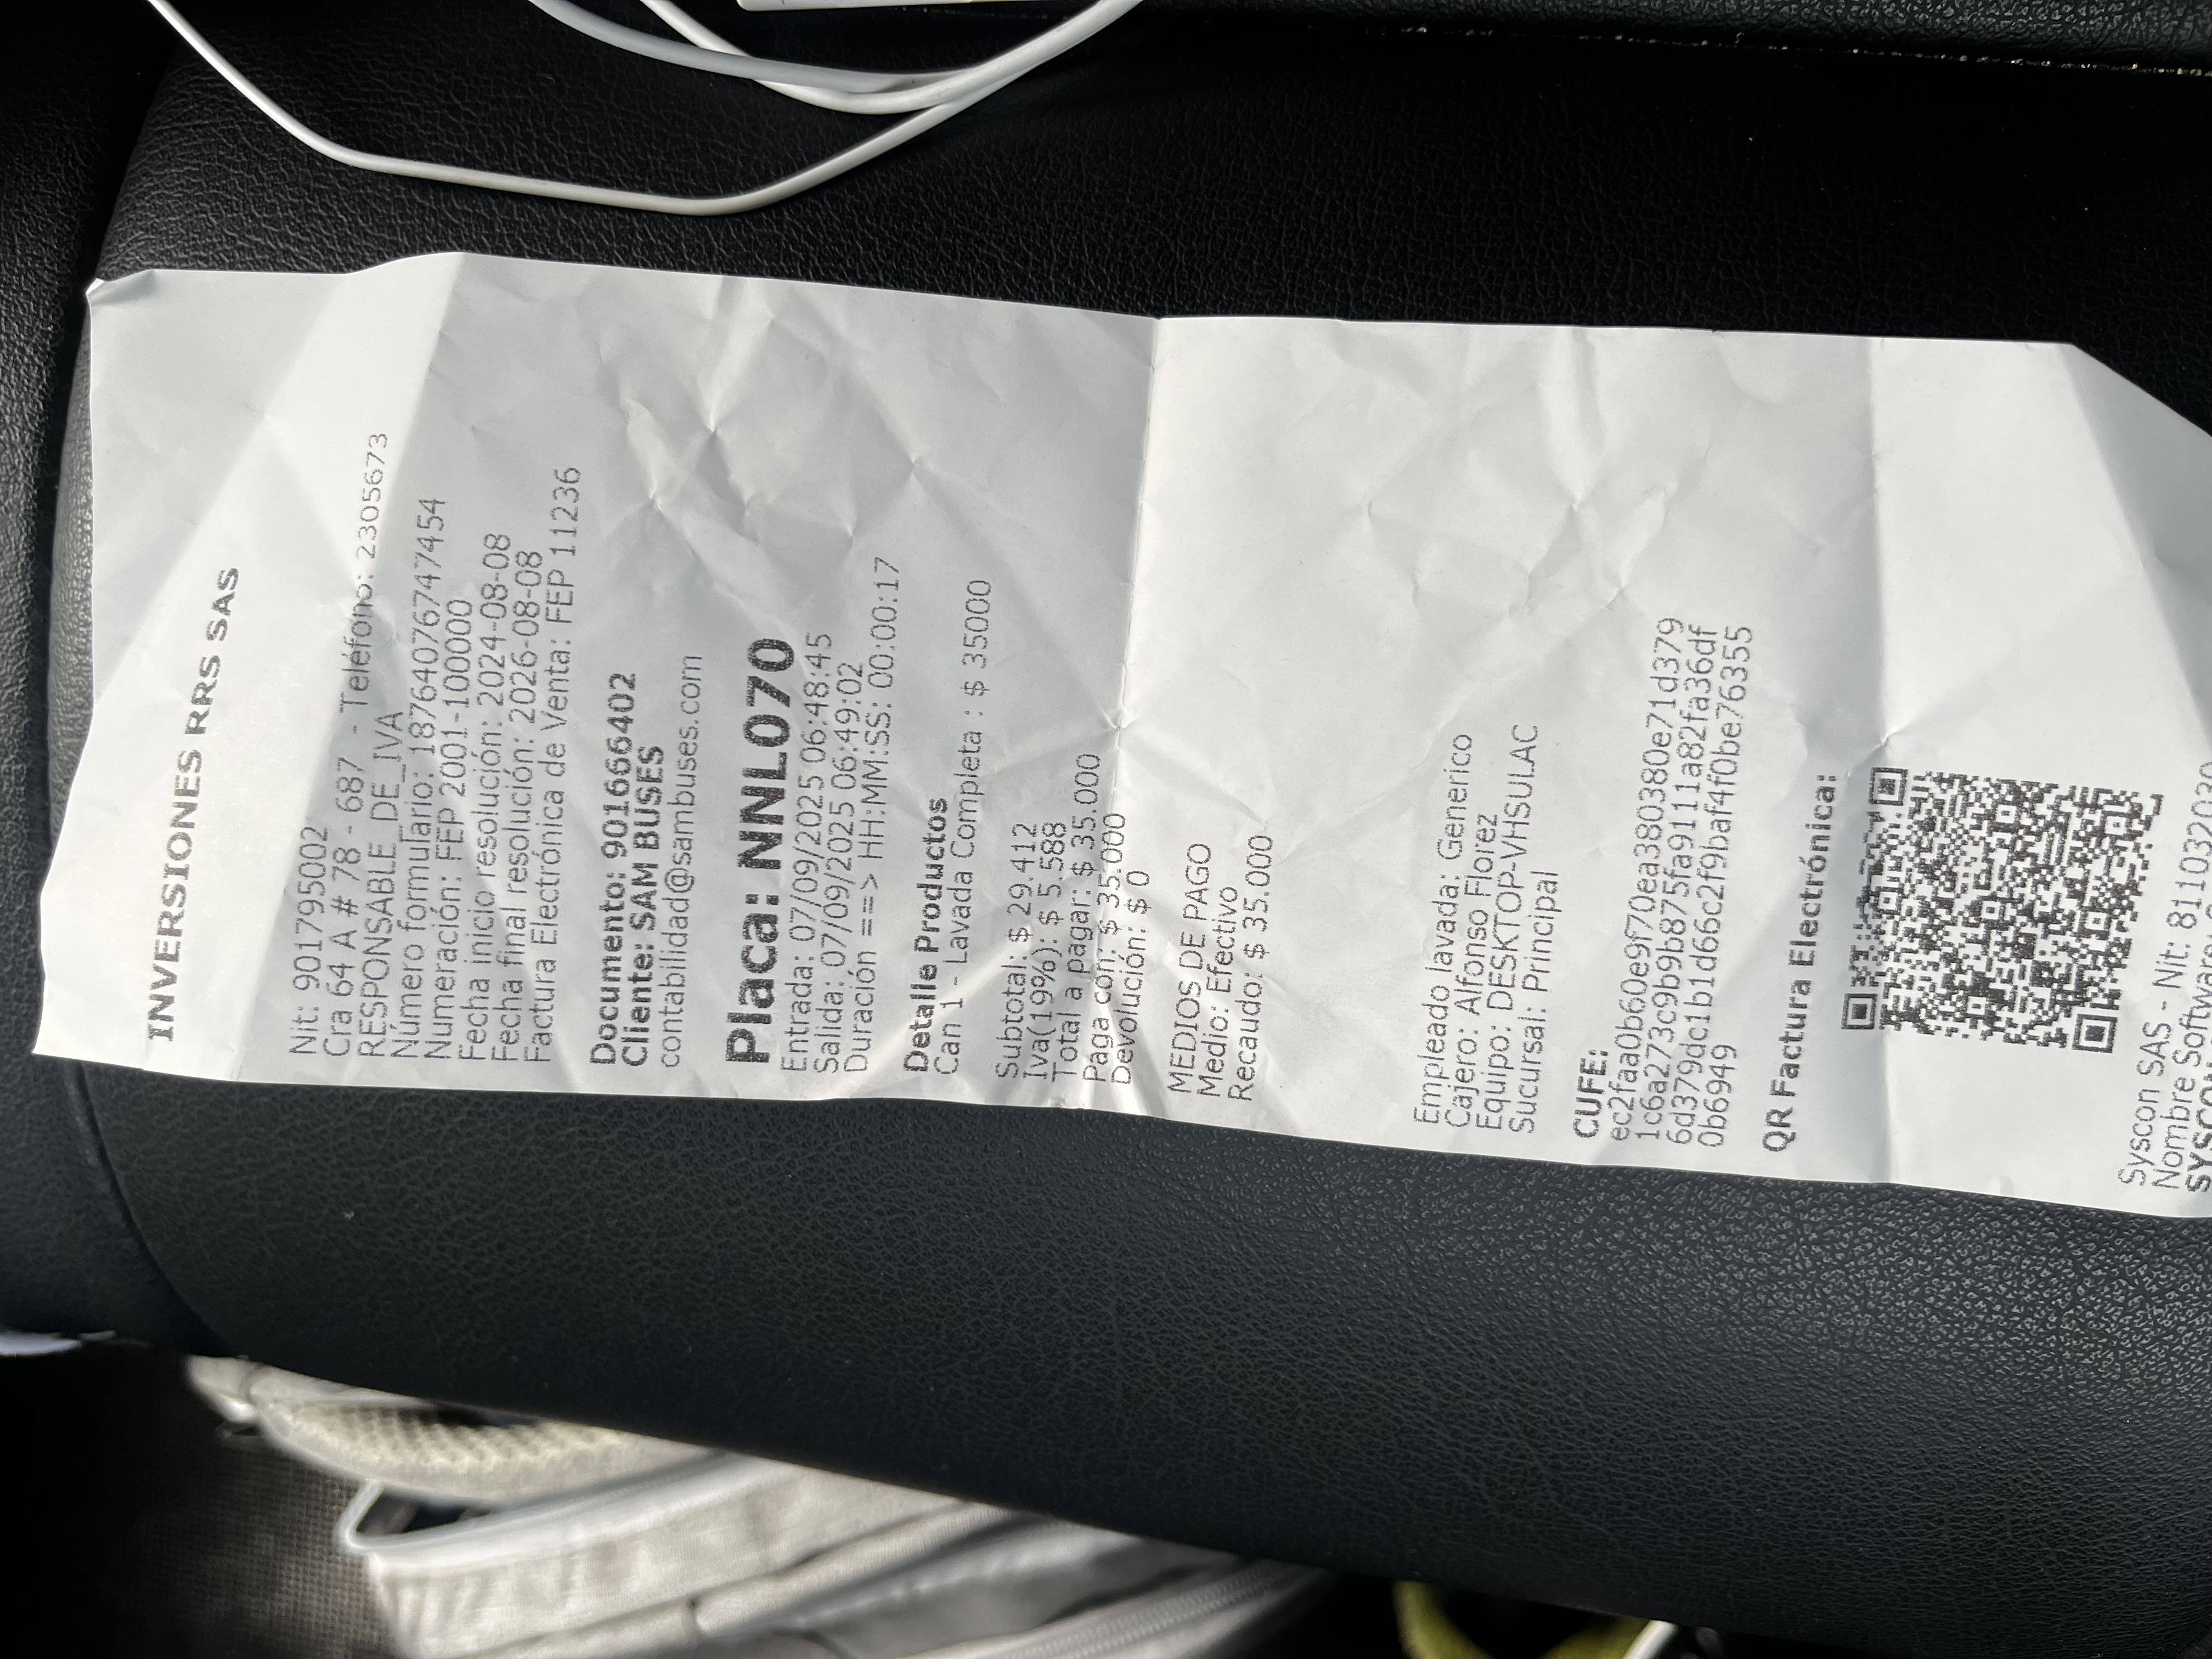 INVERSIONES RRS SAS
Nit: 901795002
Cra 64 A # 78 - 687 - Teléfono: 2305673
RESPONSABLE_DE_IVA
Número formulario: 18764076747454
Numeración: FEP 2001-100000
Fecha inicio resolución: 2024-08-08
Fecha final resolución: 2026-08-08
Factura Electrónica de Venta: FEP 11236
Documento: 901666402
Cliente: SAM BUSES
contabilidad@sambuses.com
Placa: NNL070
Entrada: 07/09/2025 06:48:45
Salida: 07/09/2025 06:49:02
Duración ==> HH:MM:SS: 00:00:17
Detalle Productos
Can 1 - Lavada Completa : $ 35000
Subtotal: $ 29.412
Iva(19%): $ 5.588
Total a pagar: $ 35.000
Paga con: $ 35.000
Devolución: $ 0
MEDIOS DE PAGO
Medio: Efectivo
Recaudo: $ 35.000
Empleado lavada: Generico
Cajero: Alfonso Florez
Equipo: DESKTOP-VHSULAC
Sucursal: Principal
CUFE:
ec2faa0b60e9f70ea380380e71d379
1c6a273c9b9b875fa9111a82fa36df
6d379dc1b1d66c2f9baf4f0be76355
0b6949
QR Factura Electrónica:
Syscon SAS - Nit: 811032030
Nombre Software: